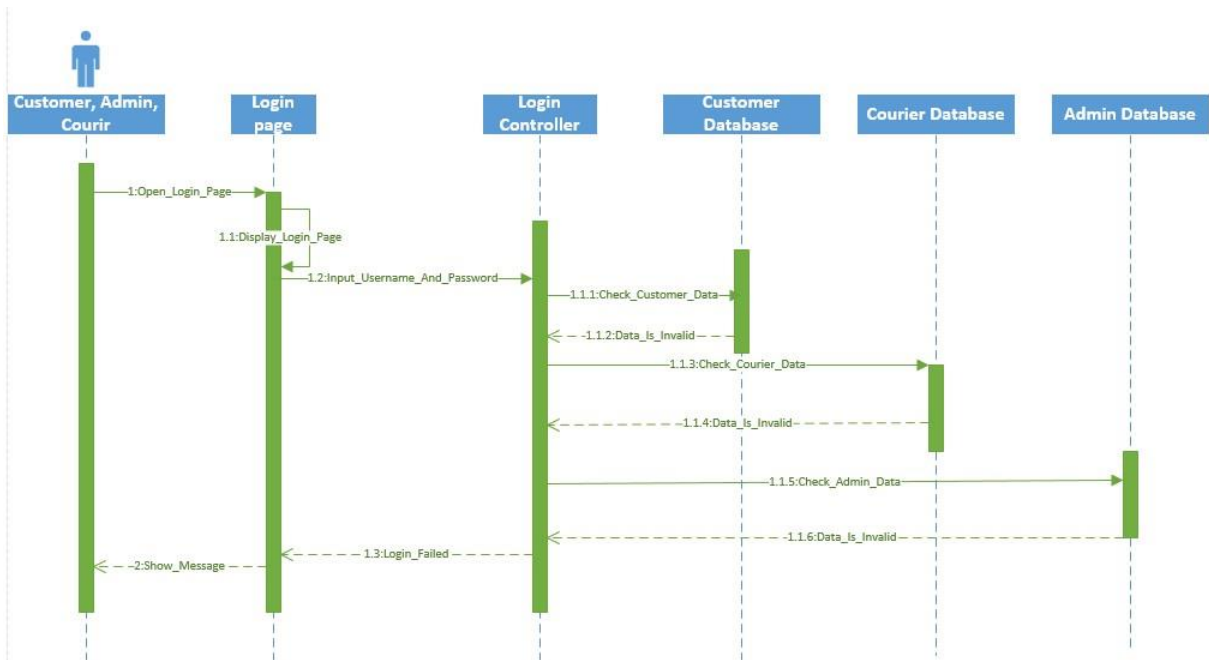 Customer, Admin,
Courir
Login
page
Login
Controller
Customer
Database
Courier Database
Admin Database
1:Open_Login_Page
1.1:Display_Login_Page
1.2:Input_Username_And_Password
1.1.1:Check_Customer_Data
1.1.2:Data_Is_Invalid
1.1.3:Check_Courier_Data
1.1.4:Data_Is_Invalid
1.1.5:Check_Admin_Data
1.1.6:Data_Is_Invalid
1.3:Login_Failed
2:Show_Message